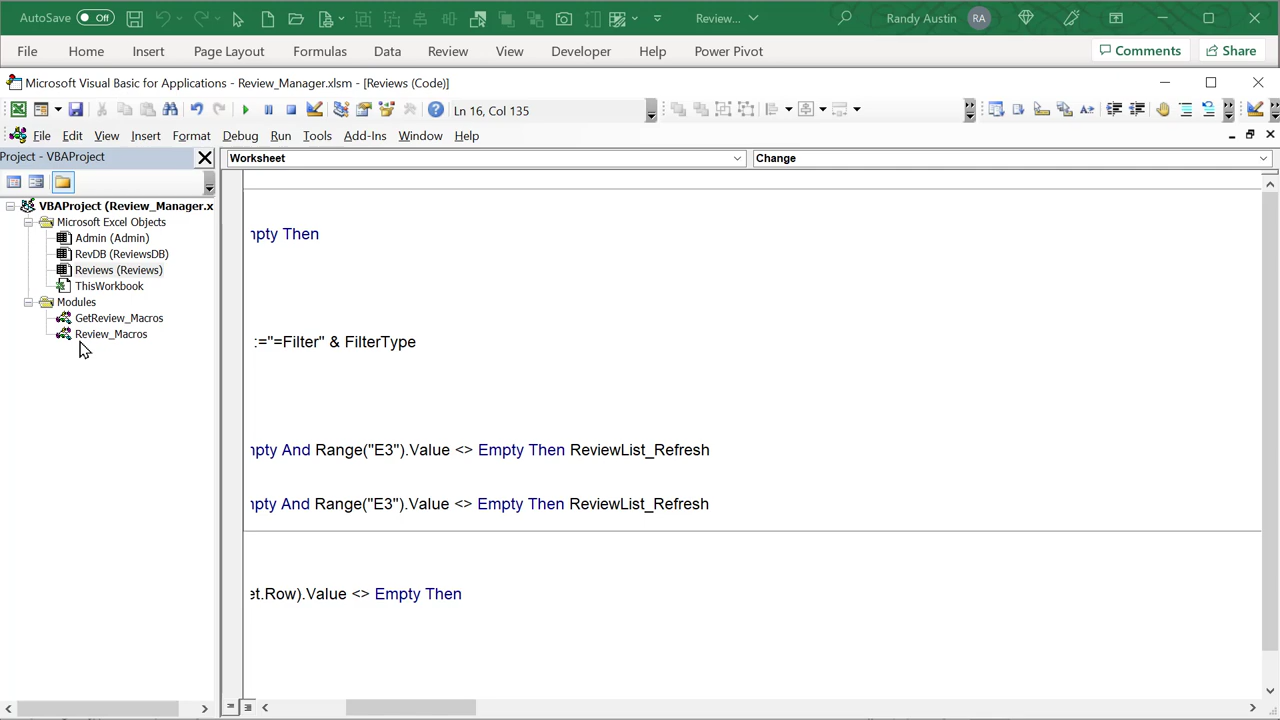 AutoSave Off Review... Randy Austin RA
File Home Insert Page Layout Formulas Data Review View Developer Help Power Pivot Comments Share
Microsoft Visual Basic for Applications - Review_Manager.xlsm - [Reviews (Code)]
Ln 16, Col 135
File Edit View Insert Format Debug Run Tools Add-Ins Window Help
Project - VBAProject
Worksheet Change
VBAProject (Review_Manager.x
Microsoft Excel Objects
Admin (Admin)
RevDB (ReviewsDB)
Reviews (Reviews)
ThisWorkbook
Modules
GetReview_Macros
Review_Macros
mpty Then
:="=Filter" & FilterType
mpty And Range("E3").Value <> Empty Then ReviewList_Refresh
mpty And Range("E3").Value <> Empty Then ReviewList_Refresh
et.Row).Value <> Empty Then